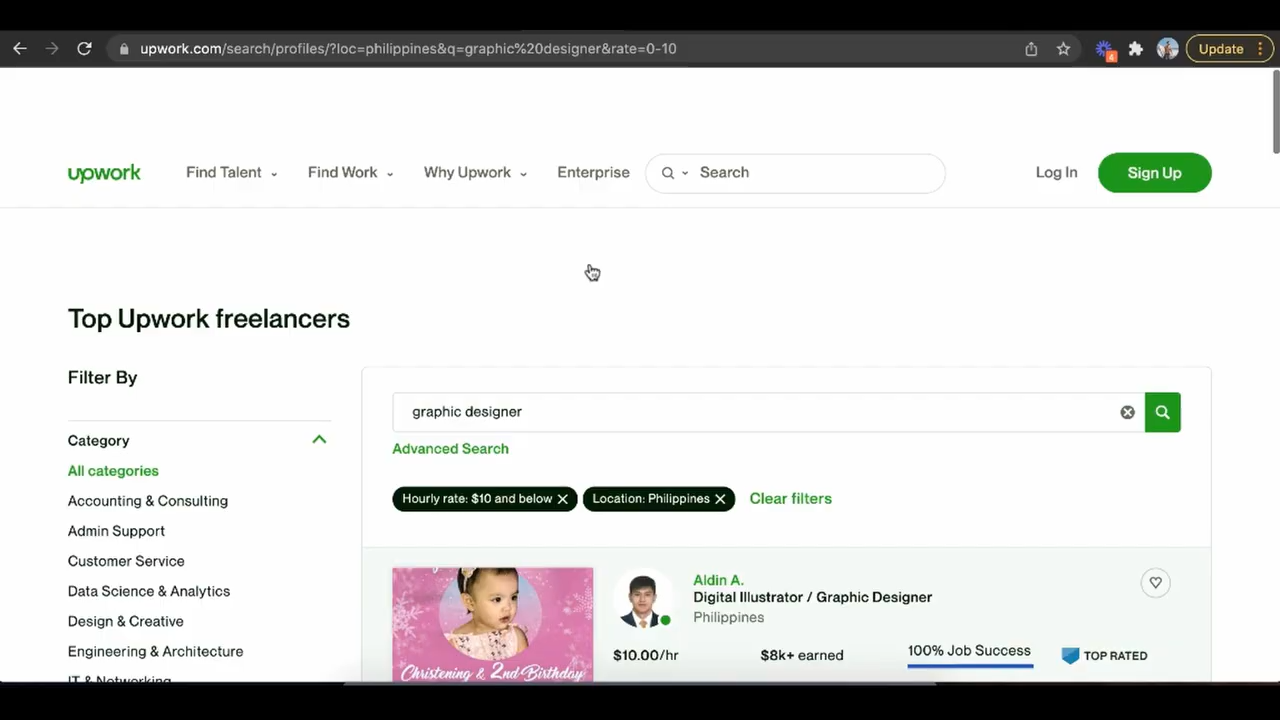 upwork.com/search/profiles/?loc=philippines&q=graphic%20designer&rate=0-10
Update
upwork
Find Talent
Find Work
Why Upwork
Enterprise
Search
Log In
Sign Up
Top Upwork freelancers
Filter By
graphic designer
Category
Advanced Search
All categories
Accounting & Consulting
Hourly rate: $10 and below
Location: Philippines
Clear filters
Admin Support
Customer Service
Data Science & Analytics
Aldin A.
Digital Illustrator / Graphic Designer
Philippines
Design & Creative
Engineering & Architecture
$10.00/hr
$8k+ earned
100% Job Success
TOP RATED
Christening & 2nd Birthday
IT & Networking